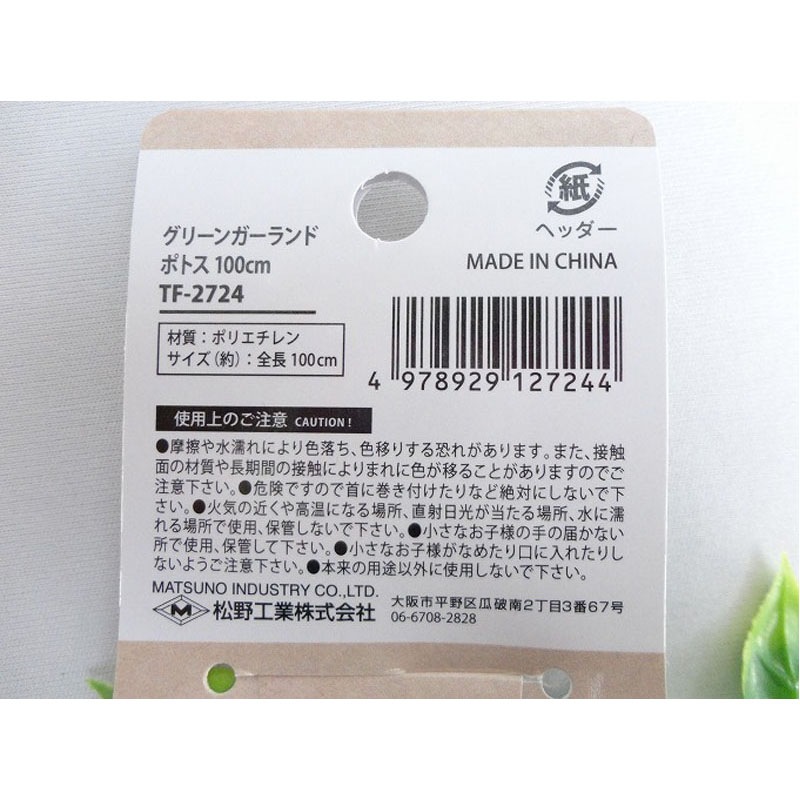 紙
ヘッダー
グリーンガーランド
ポトス 100cm
MADE IN CHINA
TF-2724
材質：ポリエチレン
サイズ（約）：全長 100cm
4 978929 127244
使用上のご注意 CAUTION！
●摩擦や水濡れにより色落ち、色移りする恐れがあります。また、接触
面の材質や長期間の接触によりまれに色が移ることがありますのでご
注意下さい。●危険ですので首に巻き付けたりなど絶対にしないで下
さい。●火気の近くや高温になる場所、直射日光が当たる場所、水に濡
れる場所で使用、保管しないで下さい。●小さなお子様の手の届かない
所で使用、保管して下さい。●小さなお子様がなめたり口に入れたりし
ないようご注意下さい。●本来の用途以外に使用しないで下さい。
MATSUNO INDUSTRY CO.,LTD.
M 松野工業株式会社
大阪市平野区瓜破南2丁目3番67号
06-6708-2828